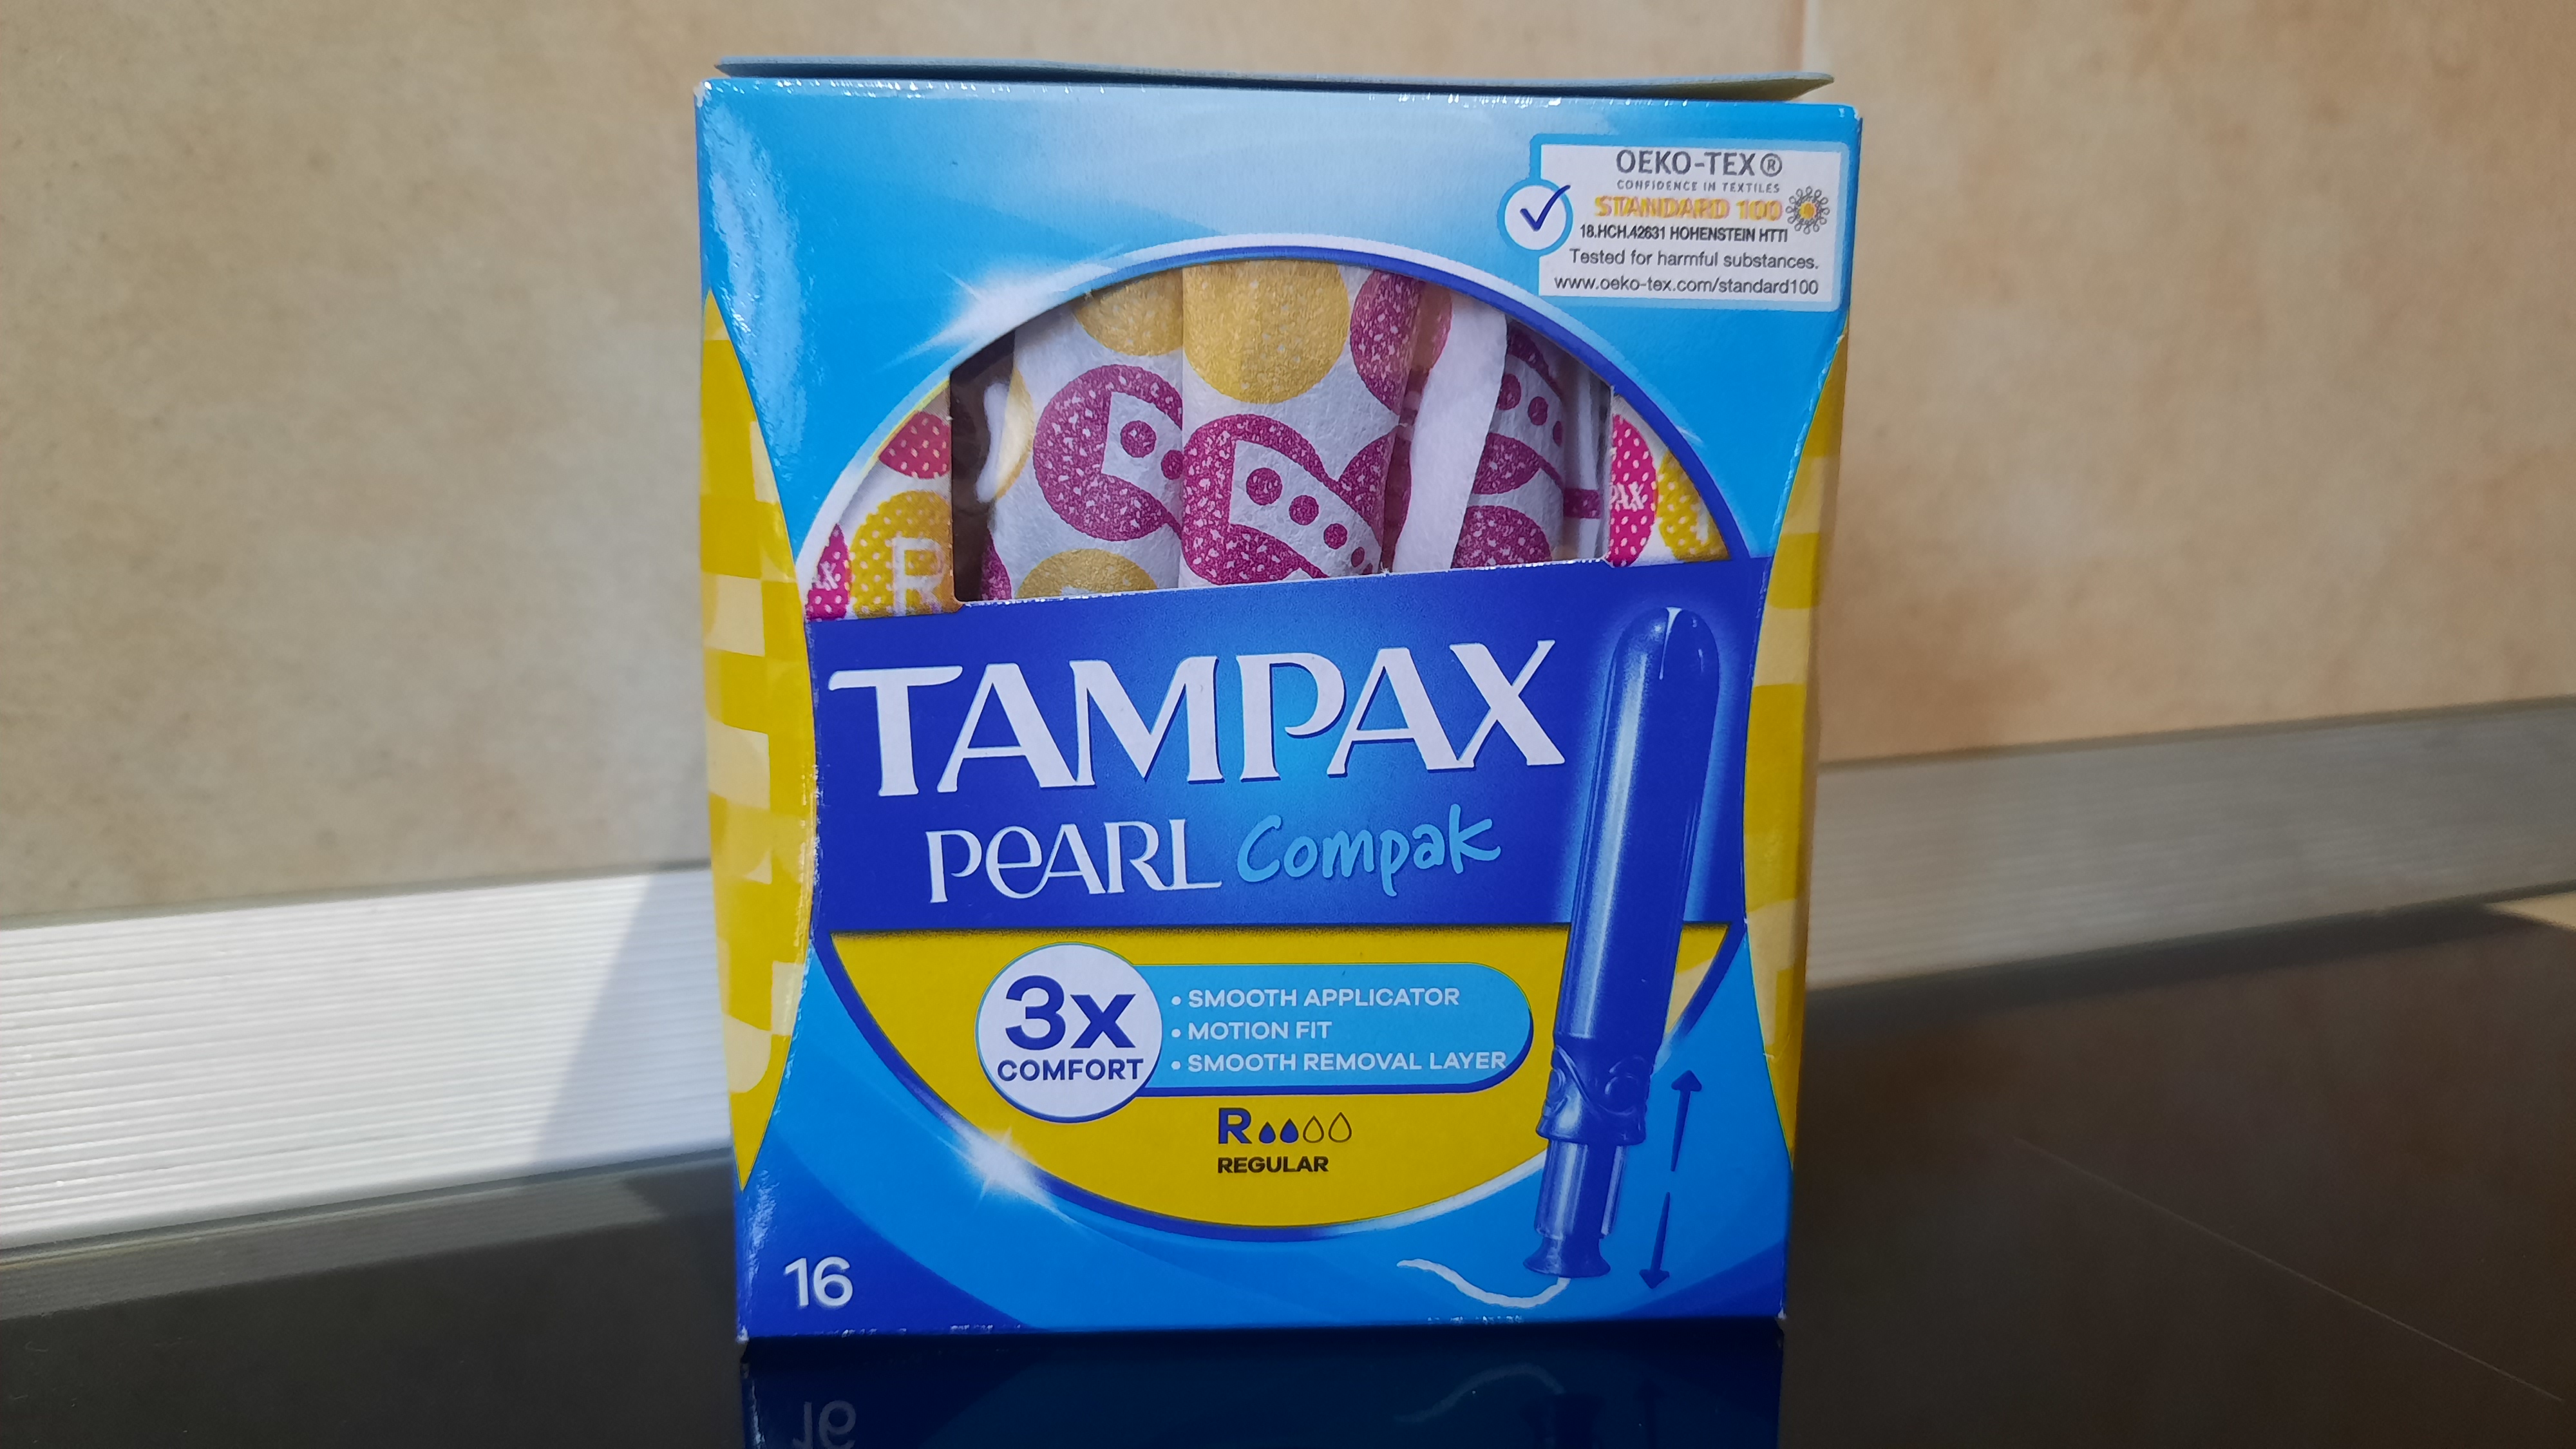 OEKO-TEX®
CONFIDENCE IN TEXTILES
STANDARD 100
18.HCH.42631 HOHENSTEIN HTTI
Tested for harmful substances.
www.oeko-tex.com/standard100
R
PAX
TAMPAX
PEARL Compak
3x
COMFORT
• SMOOTH APPLICATOR
• MOTION FIT
• SMOOTH REMOVAL LAYER
R
REGULAR
16